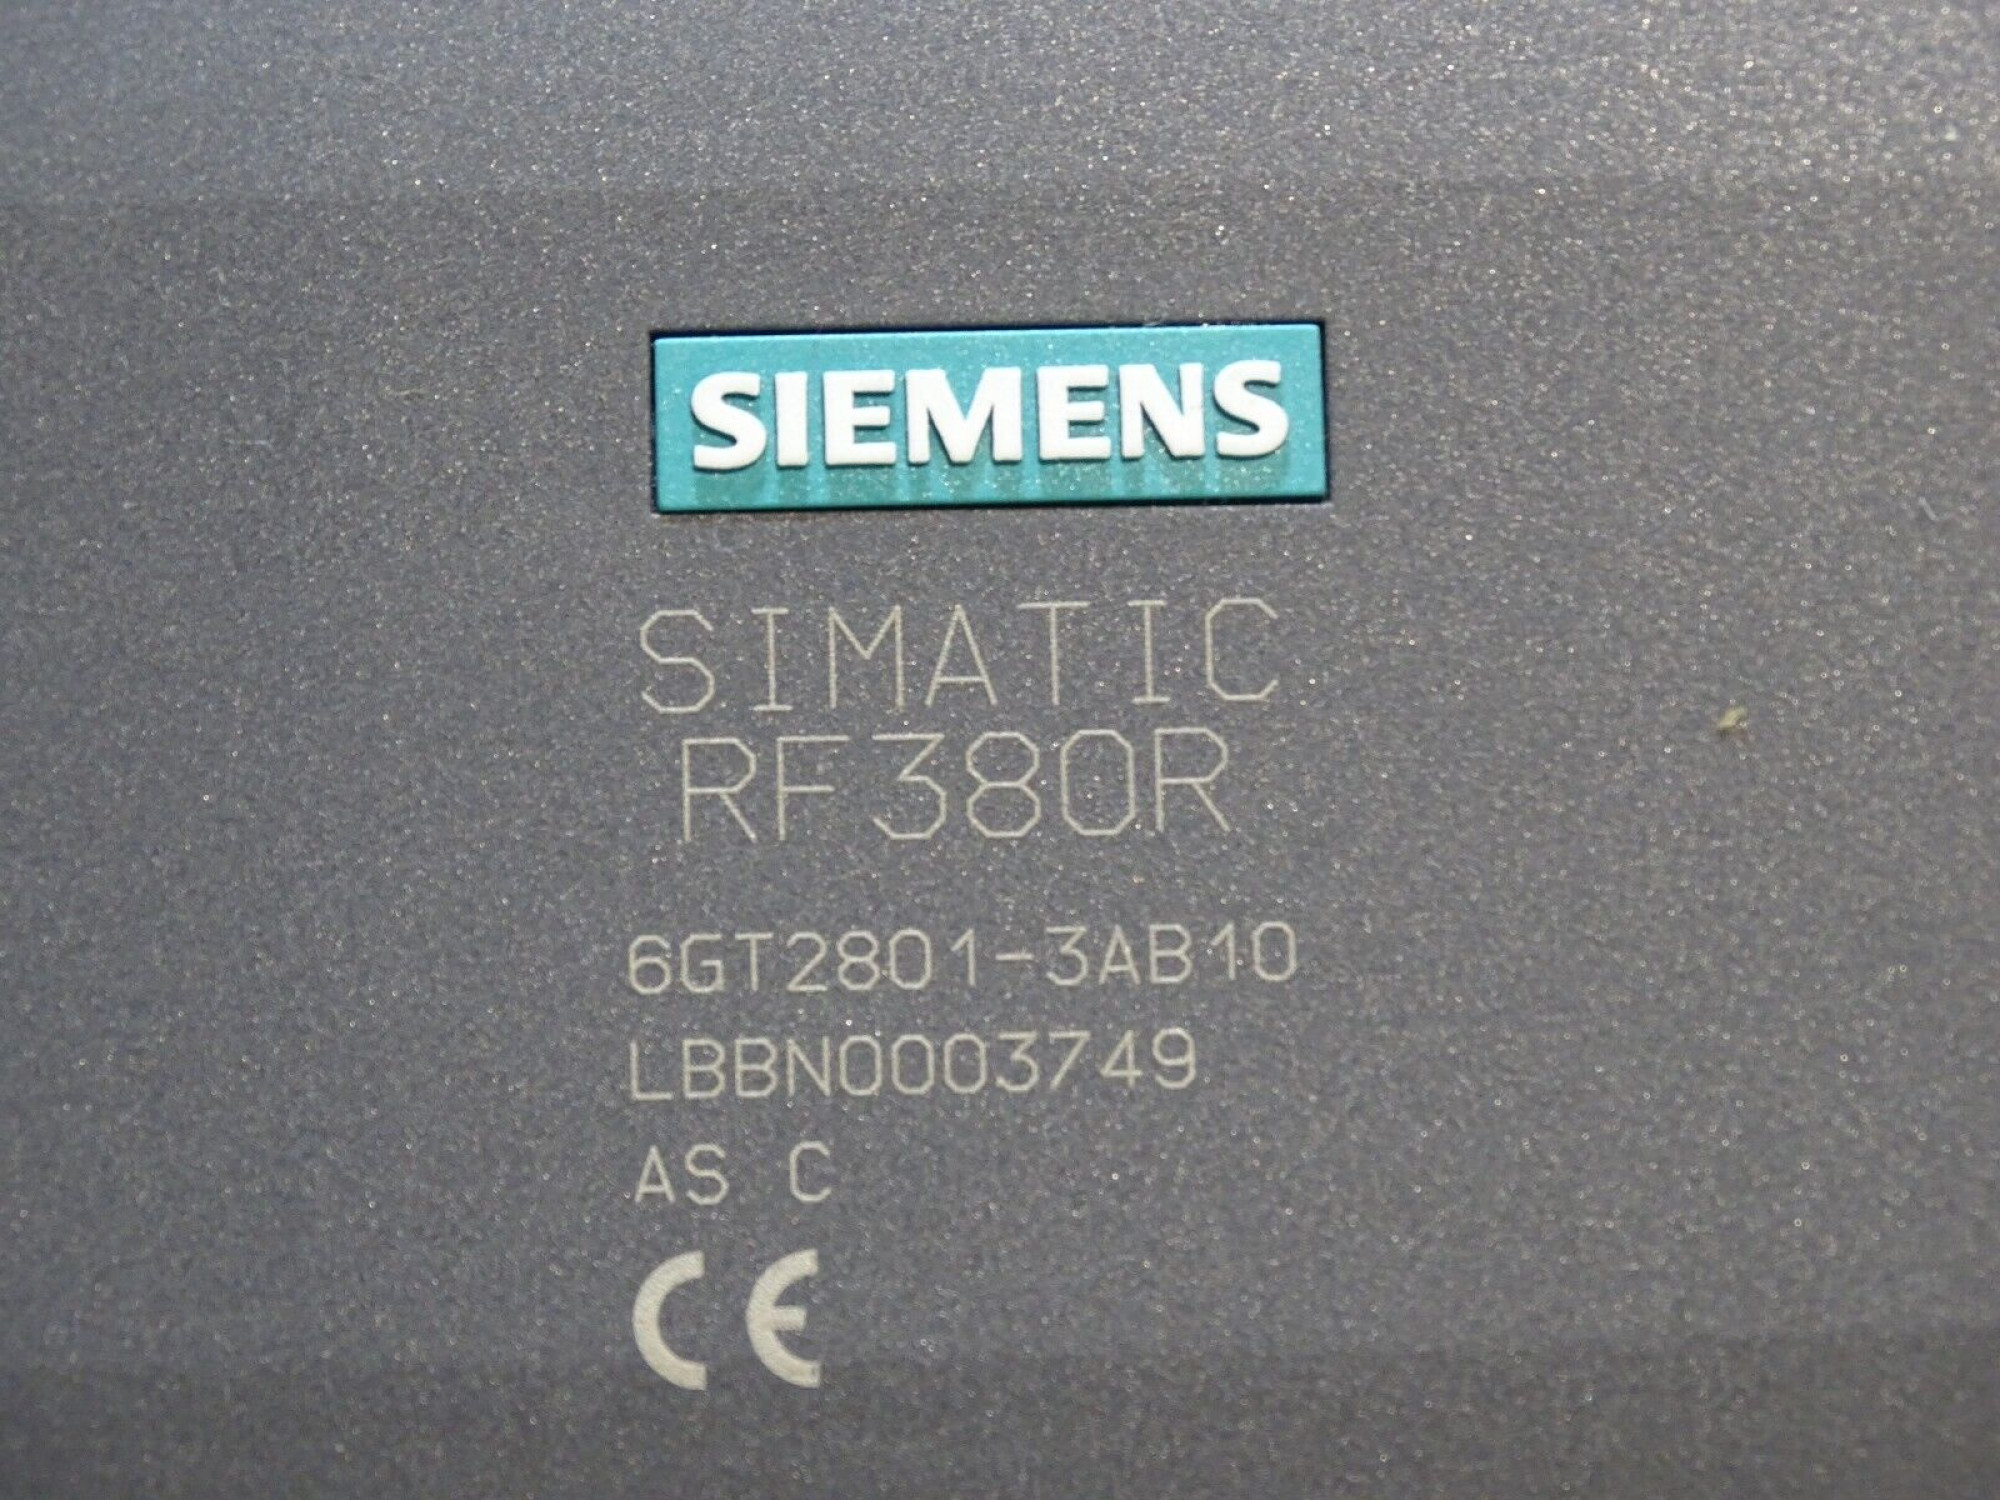 SIEMENS
SIMATIC
RF380R
6GT2801-3AB10
LBBN0003749
AS C
CE